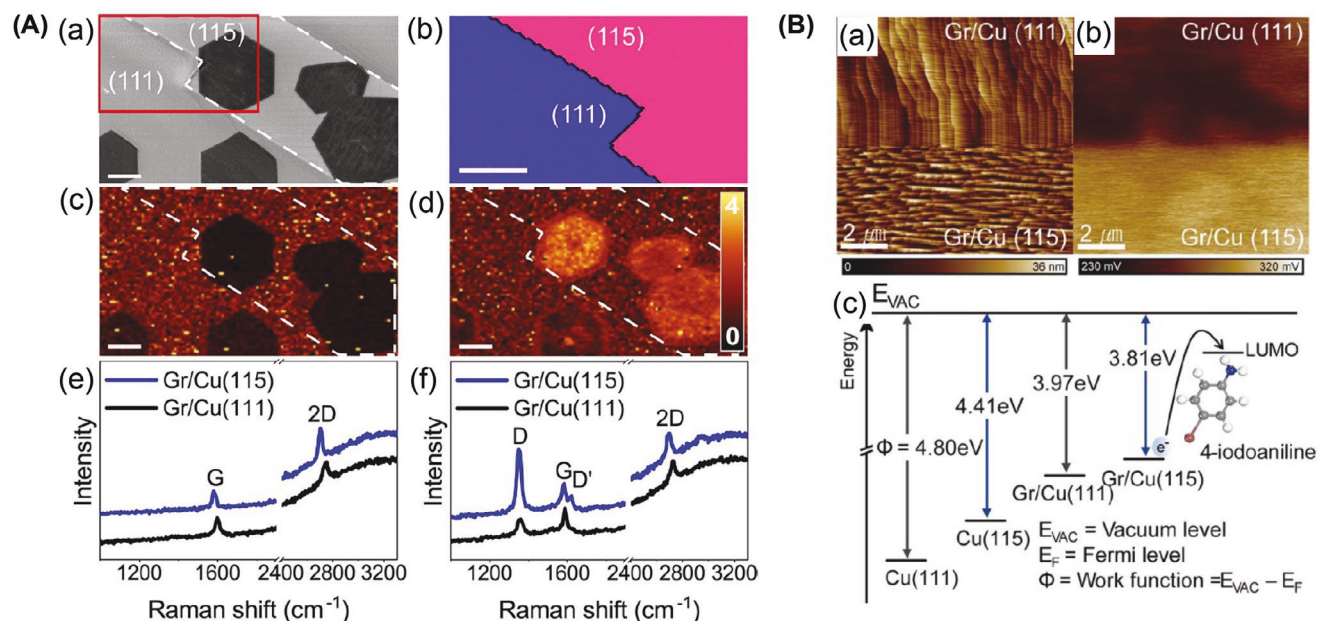 (A)
(a)
(115)
(111)
(b)
(115)
(111)
(c)
(d)
4
0
(e)
Gr/Cu(115)
Gr/Cu(111)
2D
G
Intensity
1200 1600 2400 3200
Raman shift (cm⁻¹)
(f)
Gr/Cu(115)
Gr/Cu(111)
D
2D
G
D'
Intensity
1200 1600 2400 3200
Raman shift (cm⁻¹)
(B)
(a)
Gr/Cu (111)
2 ㎛
Gr/Cu (115)
0 36 nm
(b)
Gr/Cu (111)
2 ㎛
Gr/Cu (115)
230 mV 320 mV
(c)
E_VAC
Energy
Φ = 4.80eV
4.41eV
3.97eV
3.81eV
LUMO
e⁻
4-iodoaniline
Gr/Cu(115)
Gr/Cu(111)
Cu(115)
Cu(111)
E_VAC = Vacuum level
E_F = Fermi level
Φ = Work function =E_VAC – E_F